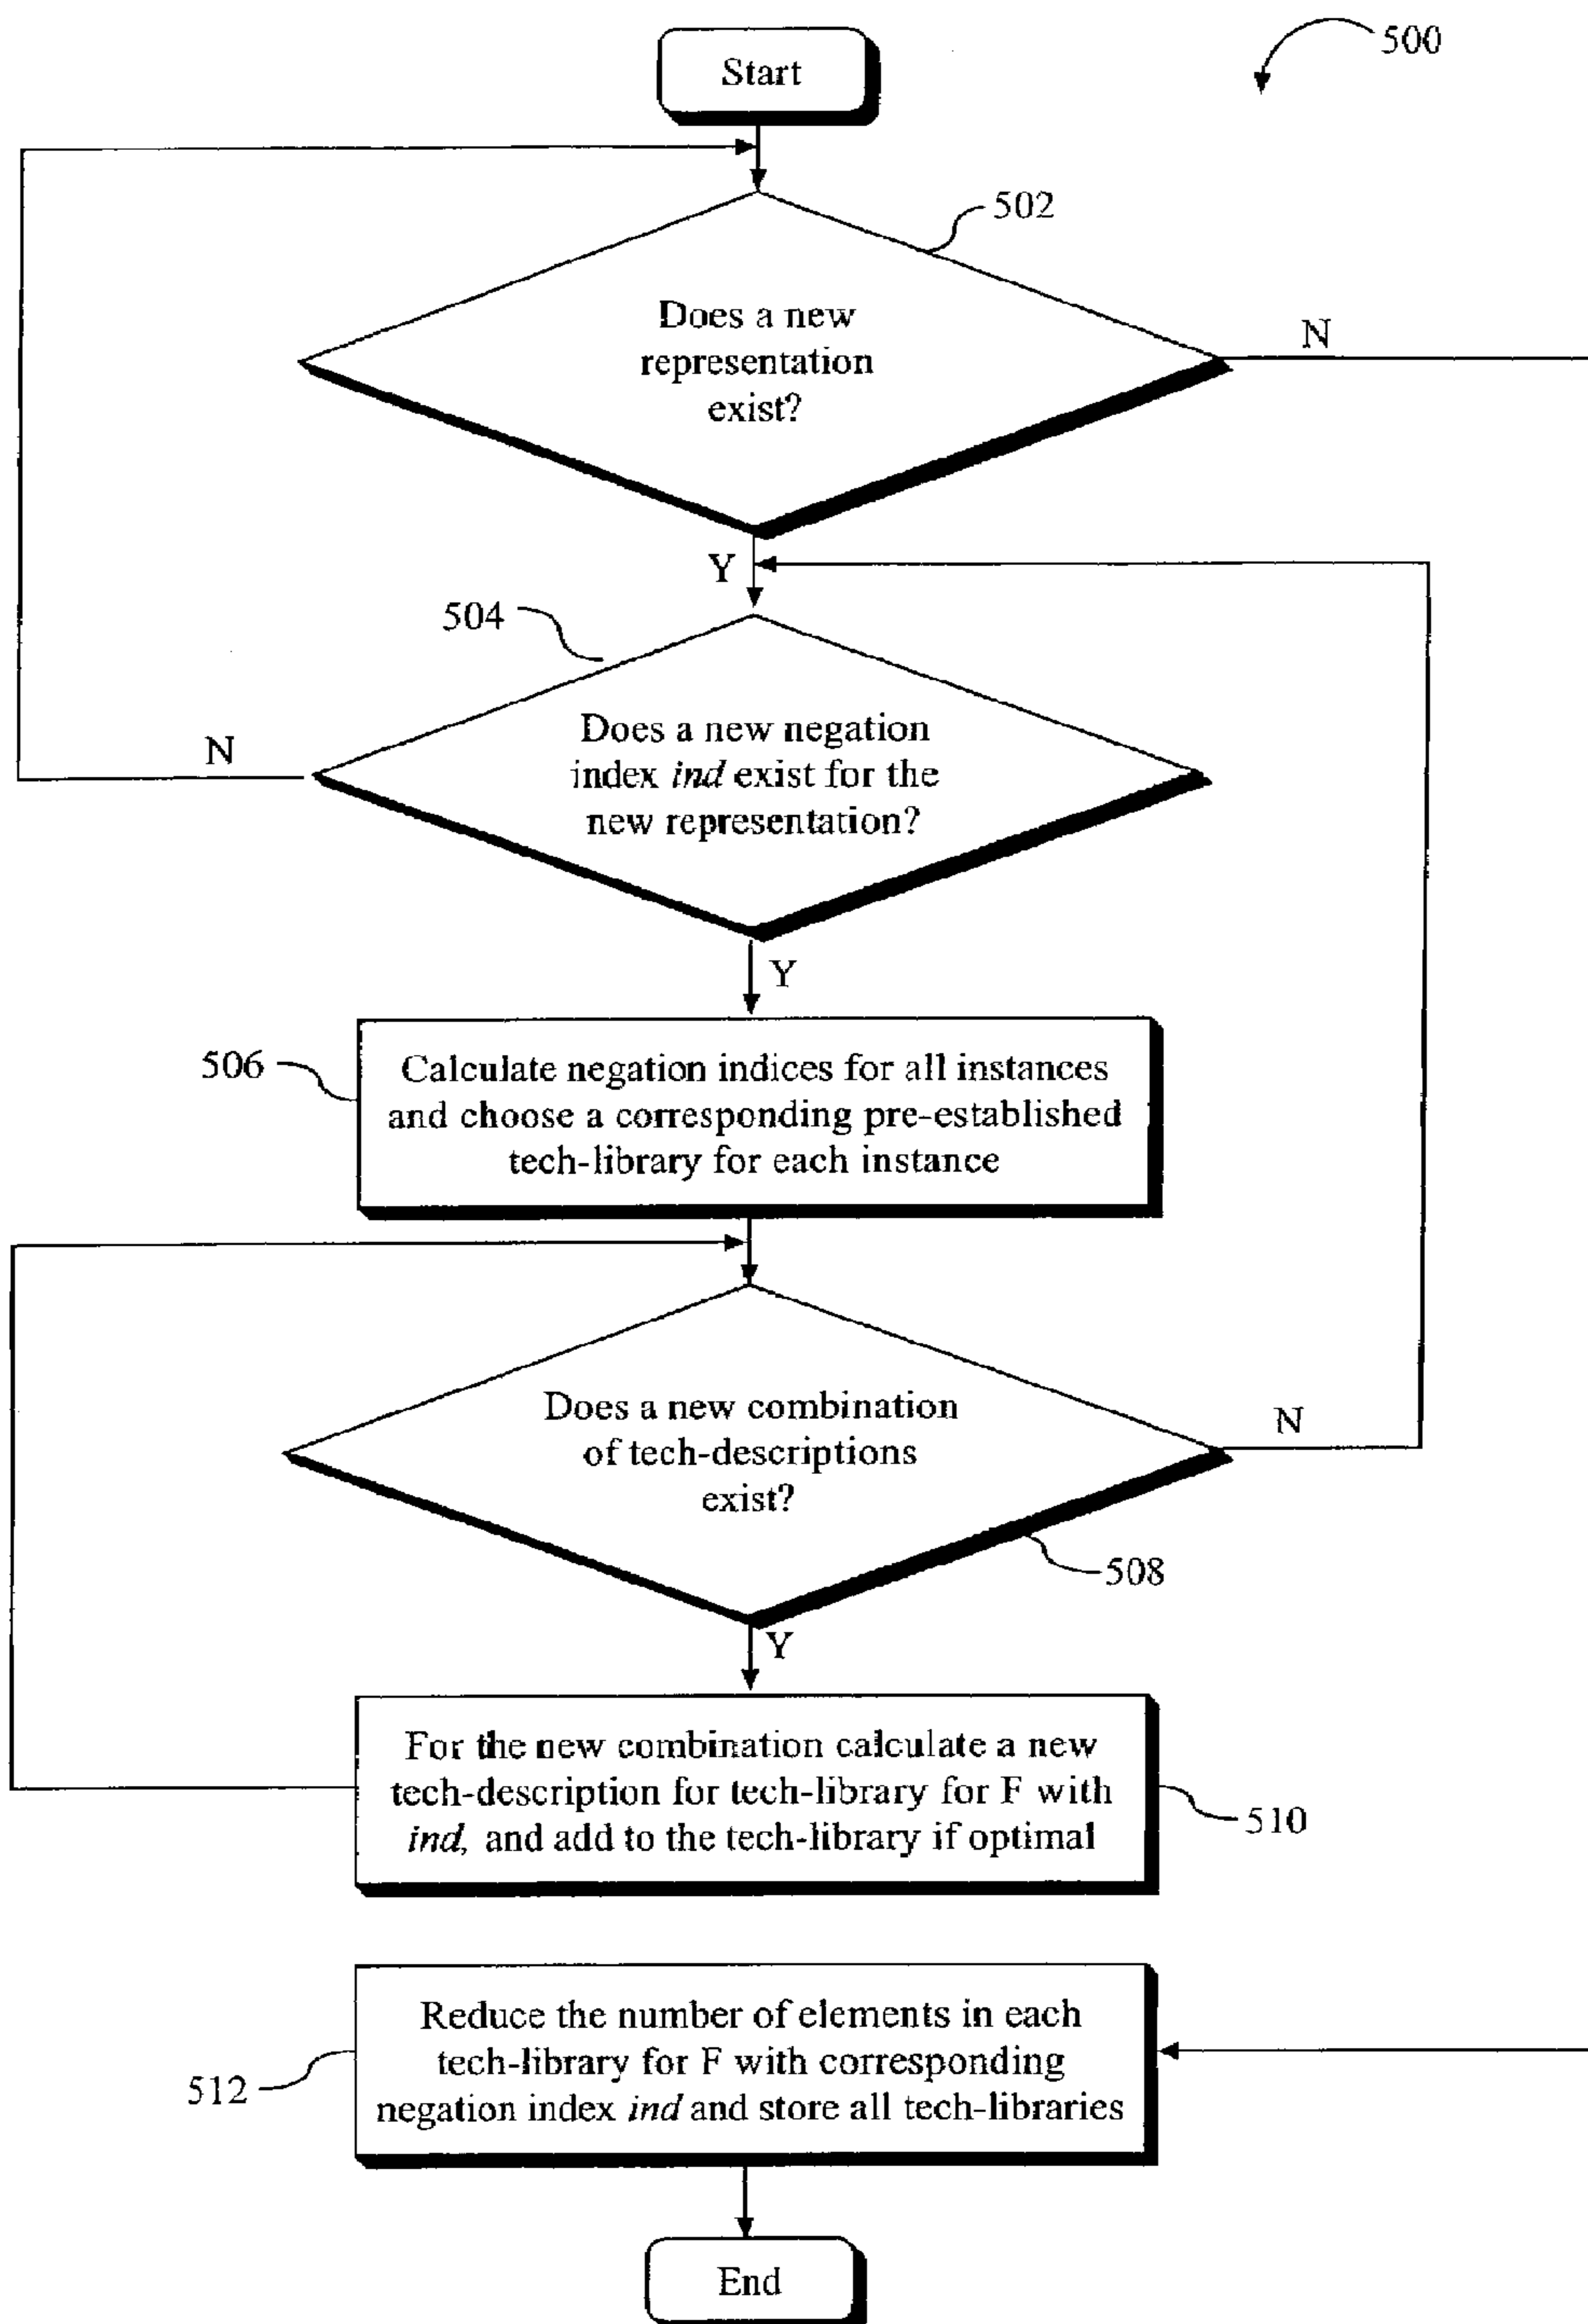 Start
500
502
Does a new
representation
exist?
N
Y
504
Does a new negation
index ind exist for the
new representation?
N
Y
506
Calculate negation indices for all instances
and choose a corresponding pre-established
tech-library for each instance
Does a new combination
of tech-descriptions
exist?
N
508
Y
For the new combination calculate a new
tech-description for tech-library for F with
ind, and add to the tech-library if optimal
510
Reduce the number of elements in each
tech-library for F with corresponding
negation index ind and store all tech-libraries
512
End